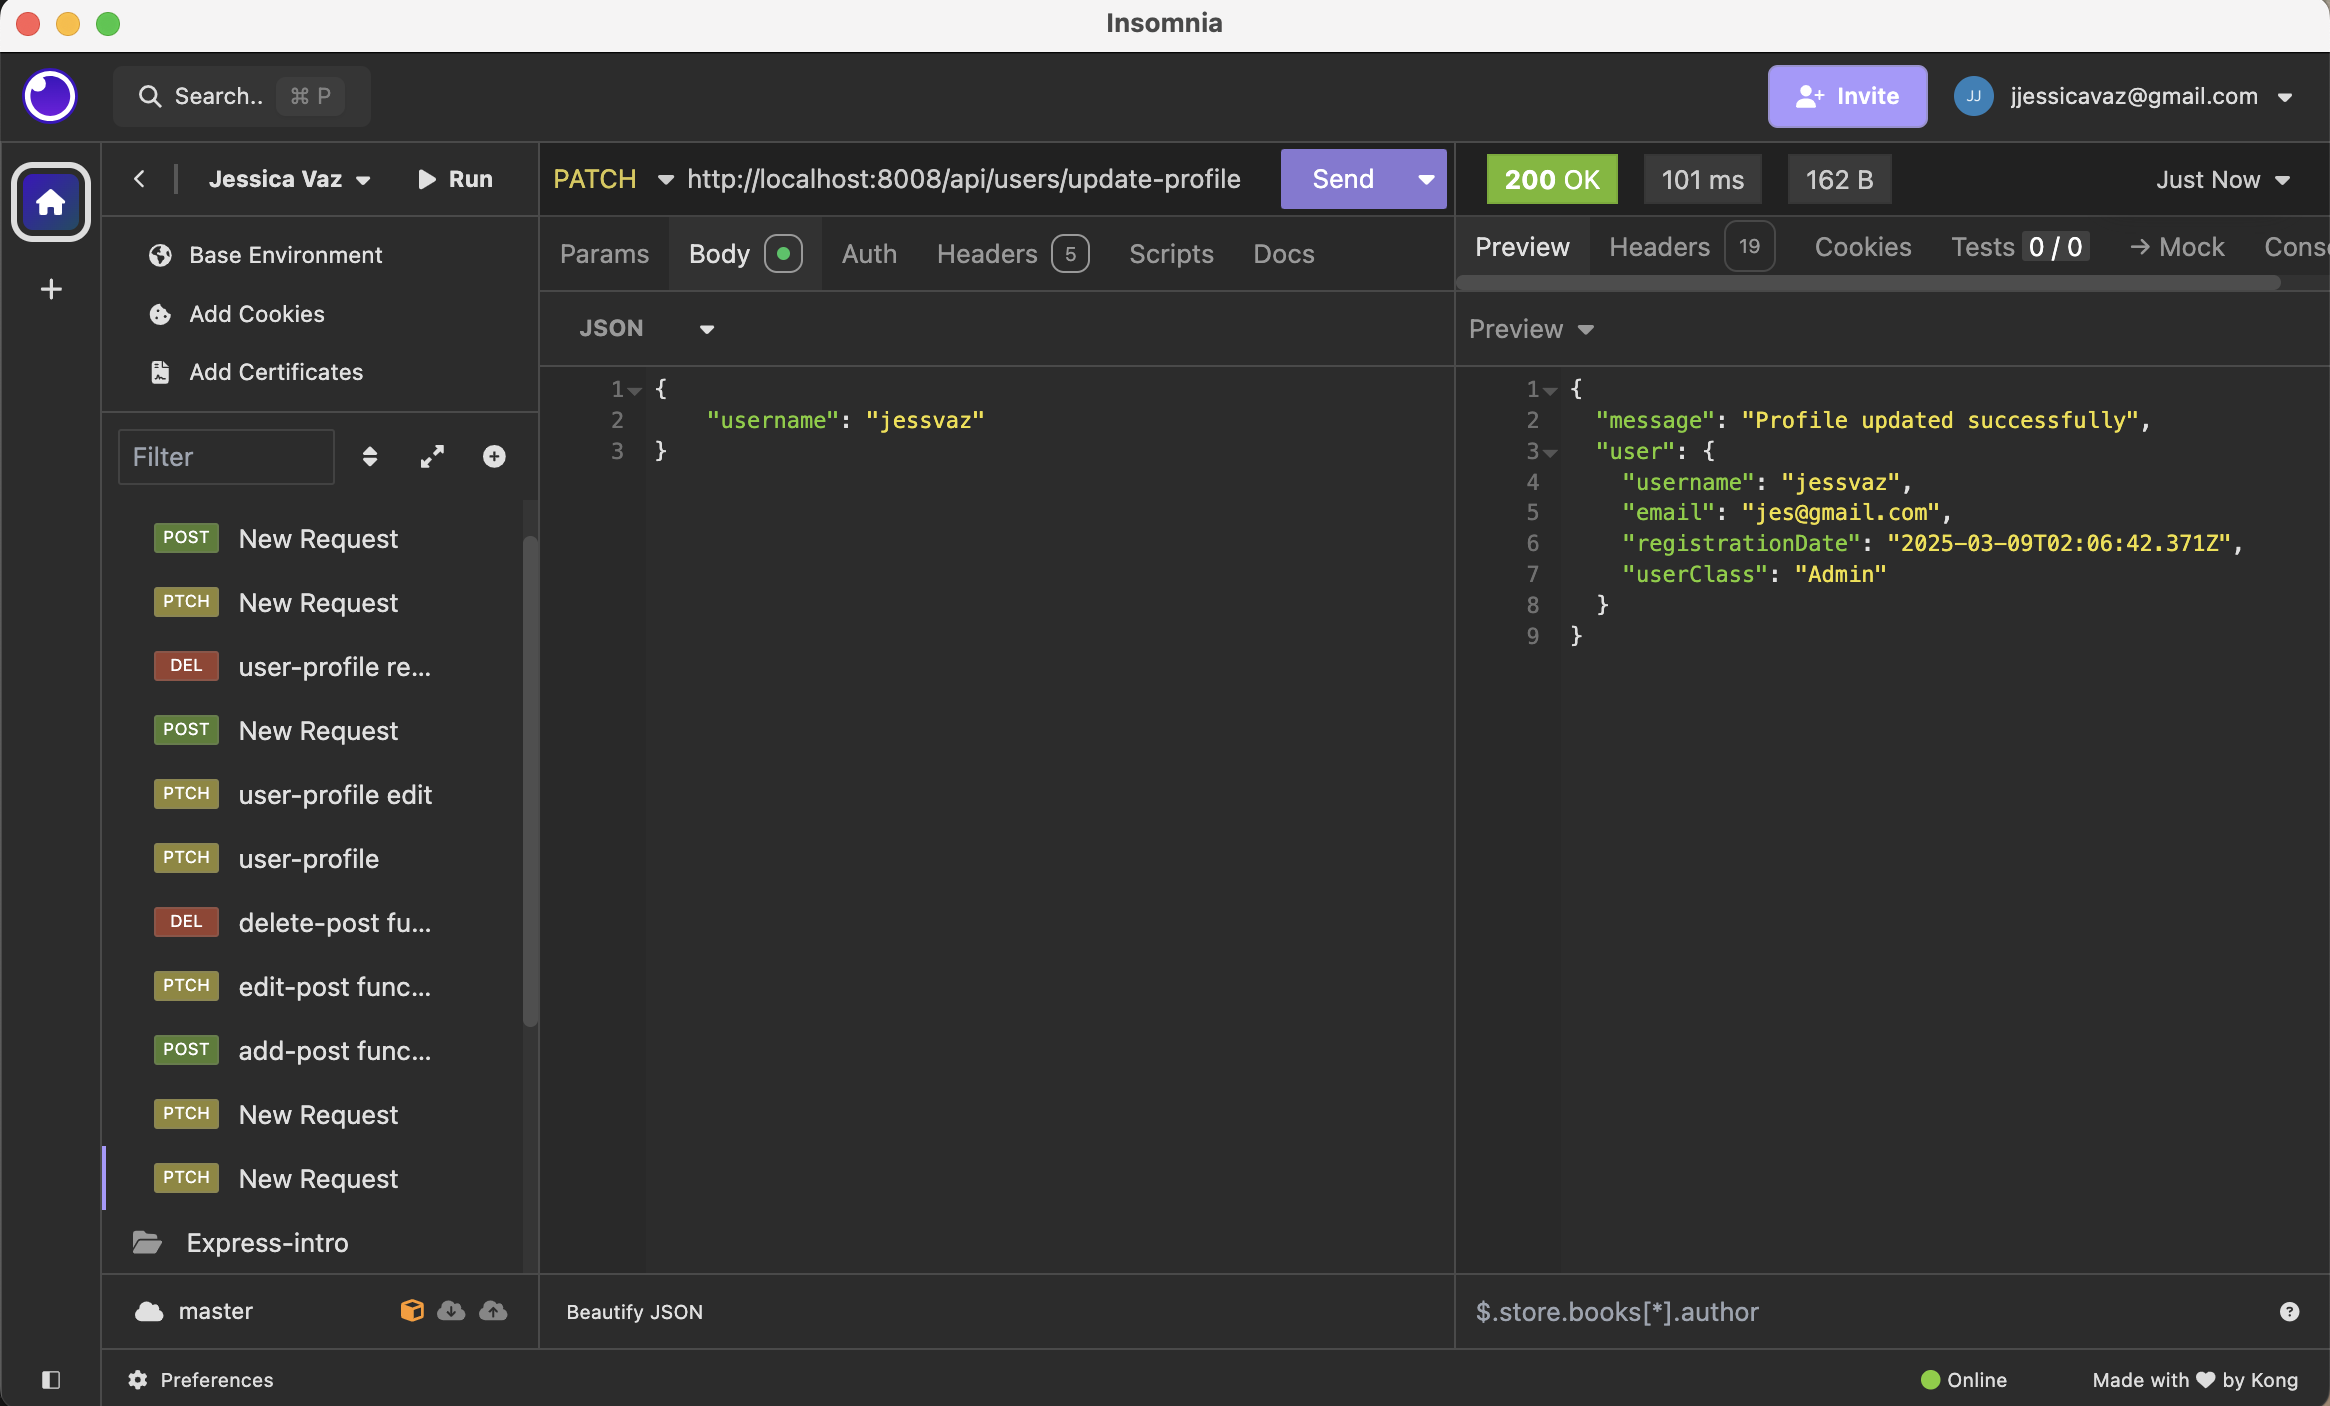 Insomnia
Search.. ⌘ P
Invite
JJ jjessicavaz@gmail.com
Jessica Vaz
Run
Base Environment
Add Cookies
Add Certificates
Filter
POST New Request
PTCH New Request
DEL user-profile re...
POST New Request
PTCH user-profile edit
PTCH user-profile
DEL delete-post fu...
PTCH edit-post func...
POST add-post func...
PTCH New Request
PTCH New Request
Express-intro
master
PATCH http://localhost:8008/api/users/update-profile Send
Params Body Auth Headers 5 Scripts Docs
JSON
1 {
2 "username": "jessvaz"
3 }
Beautify JSON
200 OK 101 ms 162 B Just Now
Preview Headers 19 Cookies Tests 0 / 0 → Mock Conso
Preview
1 {
2 "message": "Profile updated successfully",
3 "user": {
4 "username": "jessvaz",
5 "email": "jes@gmail.com",
6 "registrationDate": "2025-03-09T02:06:42.371Z",
7 "userClass": "Admin"
8 }
9 }
$.store.books[*].author
?
Preferences
Online
Made with ♥ by Kong